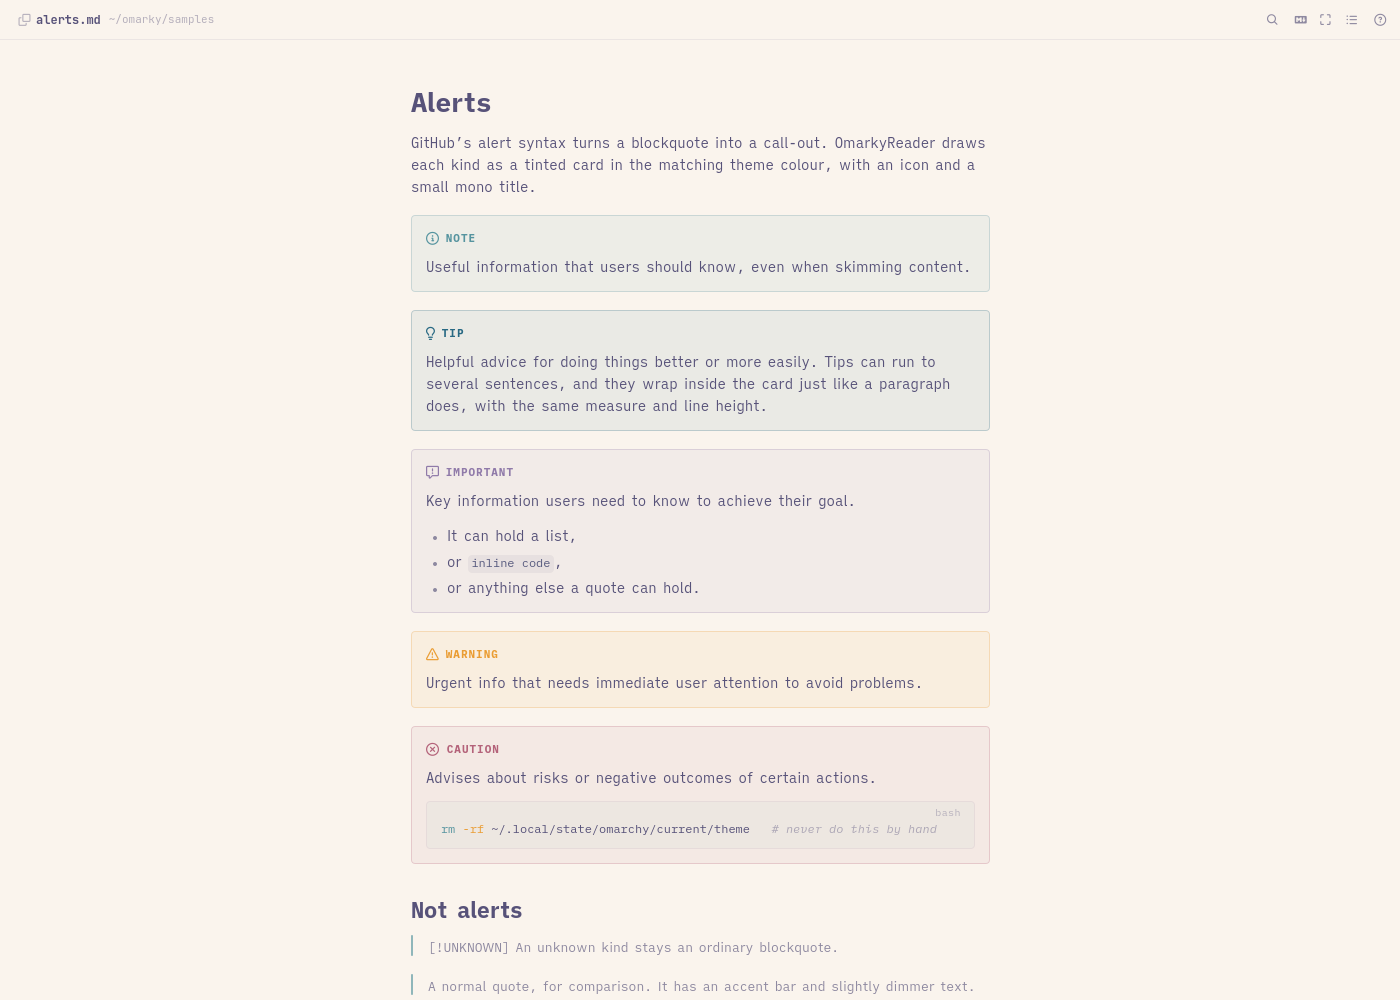 alerts.md ~/omarky/samples
Alerts
GitHub’s alert syntax turns a blockquote into a call-out. OmarkyReader draws
each kind as a tinted card in the matching theme colour, with an icon and a
small mono title.
NOTE
Useful information that users should know, even when skimming content.
TIP
Helpful advice for doing things better or more easily. Tips can run to
several sentences, and they wrap inside the card just like a paragraph
does, with the same measure and line height.
IMPORTANT
Key information users need to know to achieve their goal.
• It can hold a list,
• or inline code,
• or anything else a quote can hold.
WARNING
Urgent info that needs immediate user attention to avoid problems.
CAUTION
Advises about risks or negative outcomes of certain actions.
bash
rm -rf ~/.local/state/omarchy/current/theme   # never do this by hand
Not alerts
[!UNKNOWN] An unknown kind stays an ordinary blockquote.
A normal quote, for comparison. It has an accent bar and slightly dimmer text.